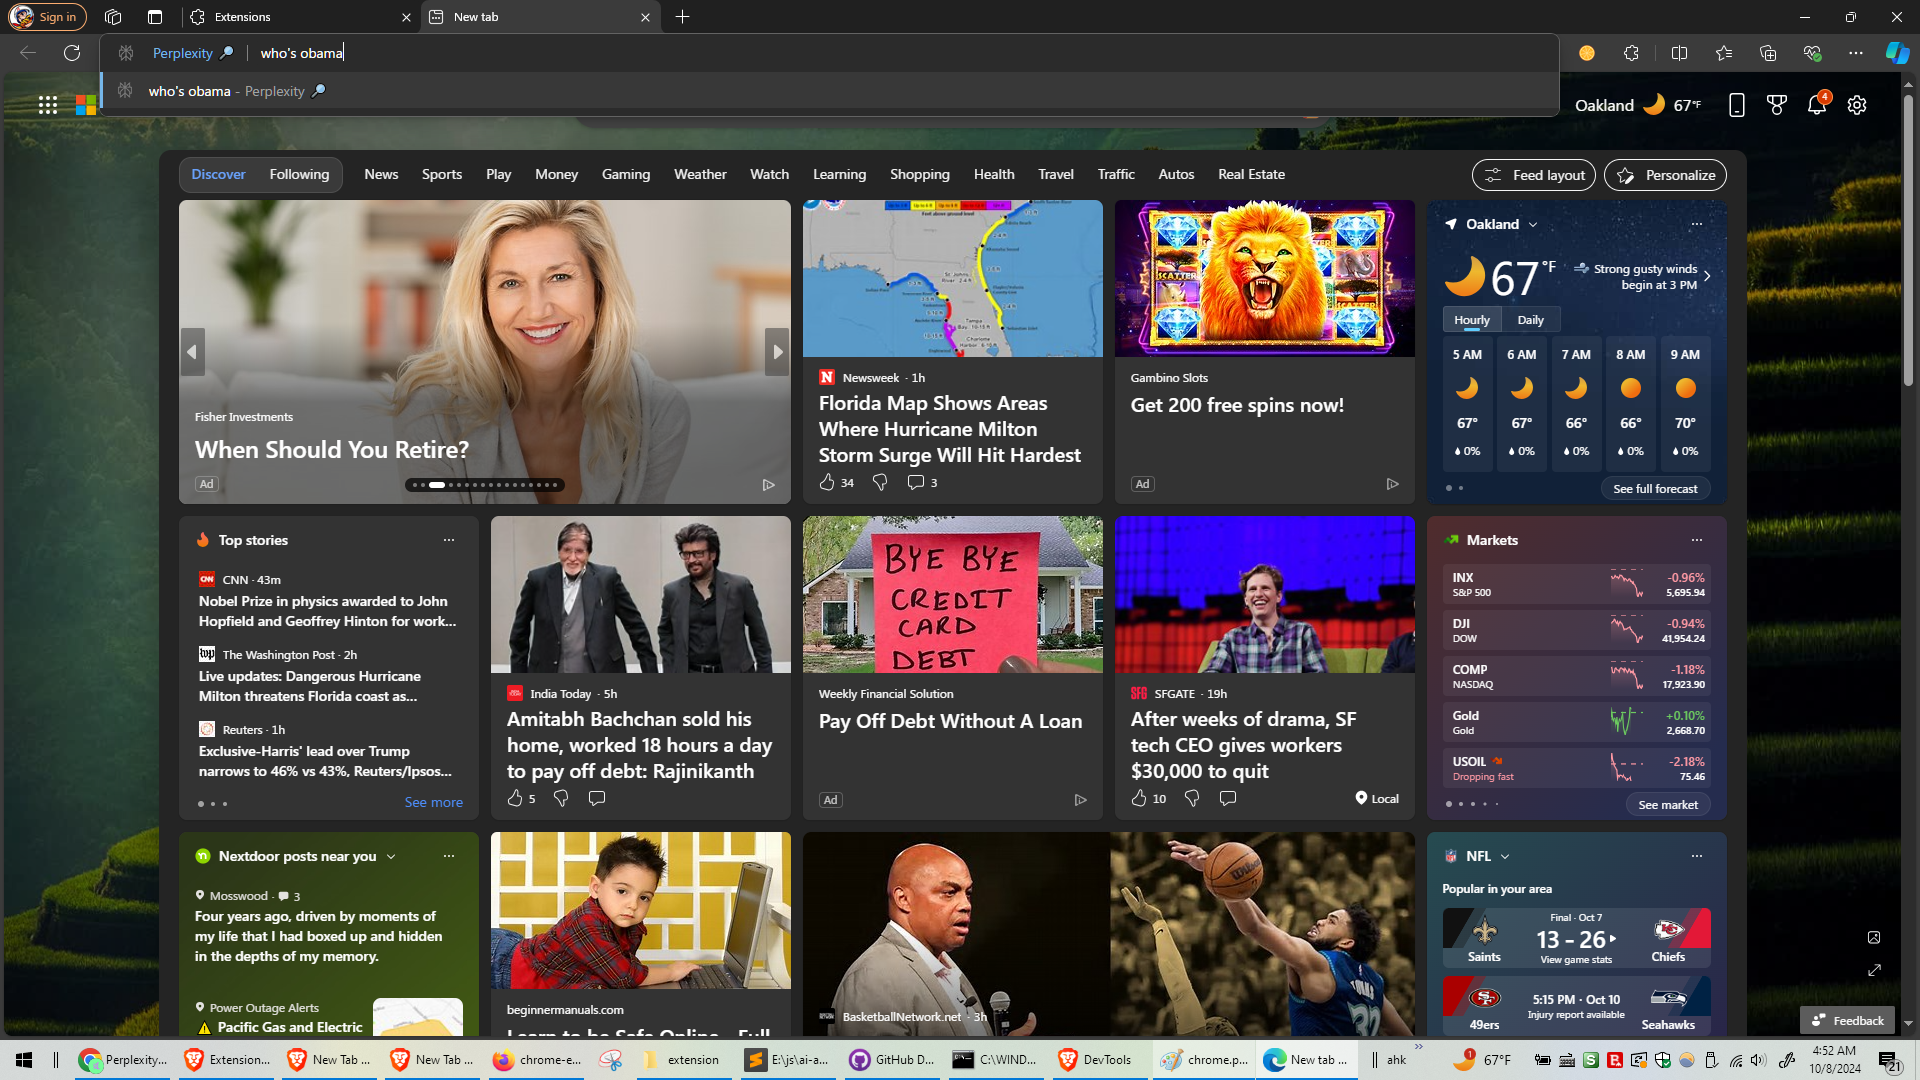 Sign in
Extensions
New tab
Perplexity 🔎 who's obama
who's obama - Perplexity 🔎
Oakland 67°F
4
Discover Following News Sports Play Money Gaming Weather Watch Learning Shopping Health Travel Traffic Autos Real Estate
Feed layout Personalize
Fisher Investments
When Should You Retire?
Ad
Newsweek · 1h
Florida Map Shows Areas
Where Hurricane Milton
Storm Surge Will Hit Hardest
34 3
SCATTER
Gambino Slots
Get 200 free spins now!
Ad
Oakland
67°F
Strong gusty winds
begin at 3 PM
Hourly Daily
5 AM 6 AM 7 AM 8 AM 9 AM
67° 67° 66° 66° 70°
0% 0% 0% 0% 0%
See full forecast
Top stories
CNN · 43m
Nobel Prize in physics awarded to John
Hopfield and Geoffrey Hinton for work...
The Washington Post · 2h
Live updates: Dangerous Hurricane
Milton threatens Florida coast as...
Reuters · 1h
Exclusive-Harris' lead over Trump
narrows to 46% vs 43%, Reuters/Ipsos...
See more
India Today · 5h
Amitabh Bachchan sold his
home, worked 18 hours a day
to pay off debt: Rajinikanth
5
BYE BYE
CREDIT
CARD
DEBT
Weekly Financial Solution
Pay Off Debt Without A Loan
Ad
SFG SFGATE · 19h
After weeks of drama, SF
tech CEO gives workers
$30,000 to quit
10 Local
Markets
INX -0.96%
S&P 500 5,695.94
DJI -0.94%
DOW 41,954.24
COMP -1.18%
NASDAQ 17,923.90
Gold +0.10%
Gold 2,668.70
USOIL -2.18%
Dropping fast 75.46
See market
Nextdoor posts near you
Mosswood · 3
Four years ago, driven by moments of
my life that I had boxed up and hidden
in the depths of my memory.
Power Outage Alerts
Pacific Gas and Electric
beginnermanuals.com
Learn to be Safe Online - Full
BasketballNetwork.net · 3h
NFL
Popular in your area
Final · Oct 7
13 - 26
Saints View game stats Chiefs
5:15 PM · Oct 10
Injury report available
49ers Seahawks
Feedback
Perplexity... Extension... New Tab ... New Tab ... chrome-e... extension E:\js\ai-a... GitHub D... C:\WIND... DevTools chrome.p... New tab ... ahk
67°F
4:52 AM
10/8/2024
21